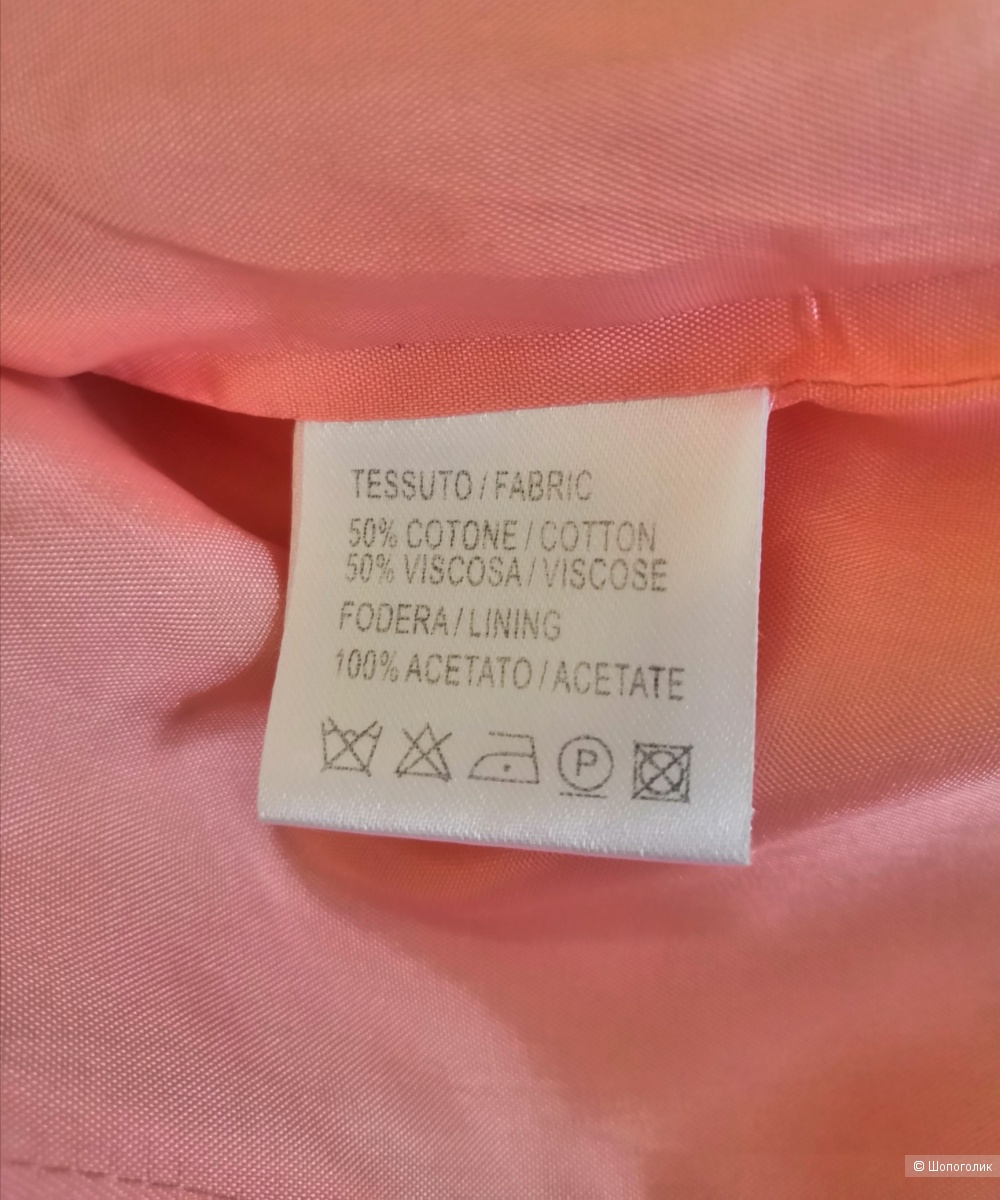 TESSUTO / FABRIC
50% COTONE / COTTON
50% VISCOSA / VISCOSE
FODERA / LINING
100% ACETATO / ACETATE
P
© Шопоголик